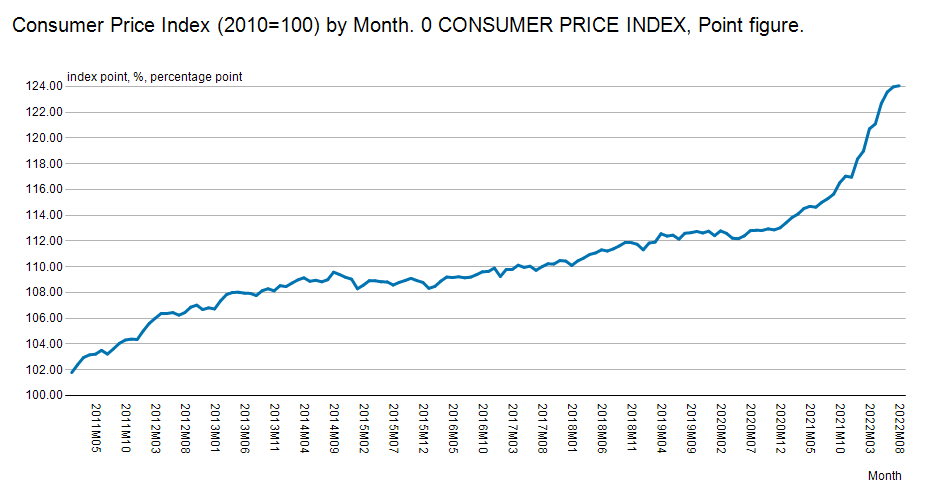 Consumer Price Index (2010=100) by Month. 0 CONSUMER PRICE INDEX, Point figure.
index point, %, percentage point
124.00
122.00
120.00
118.00
116.00
114.00
112.00
110.00
108.00
106.00
104.00
102.00
100.00
2011M05
2011M10
2012M03
2012M08
2013M01
2013M06
2013M11
2014M04
2014M09
2015M02
2015M07
2015M12
2016M05
2016M10
2017M03
2017M08
2018M01
2018M06
2018M11
2019M04
2019M09
2020M02
2020M07
2020M12
2021M05
2021M10
2022M03
2022M08
Month